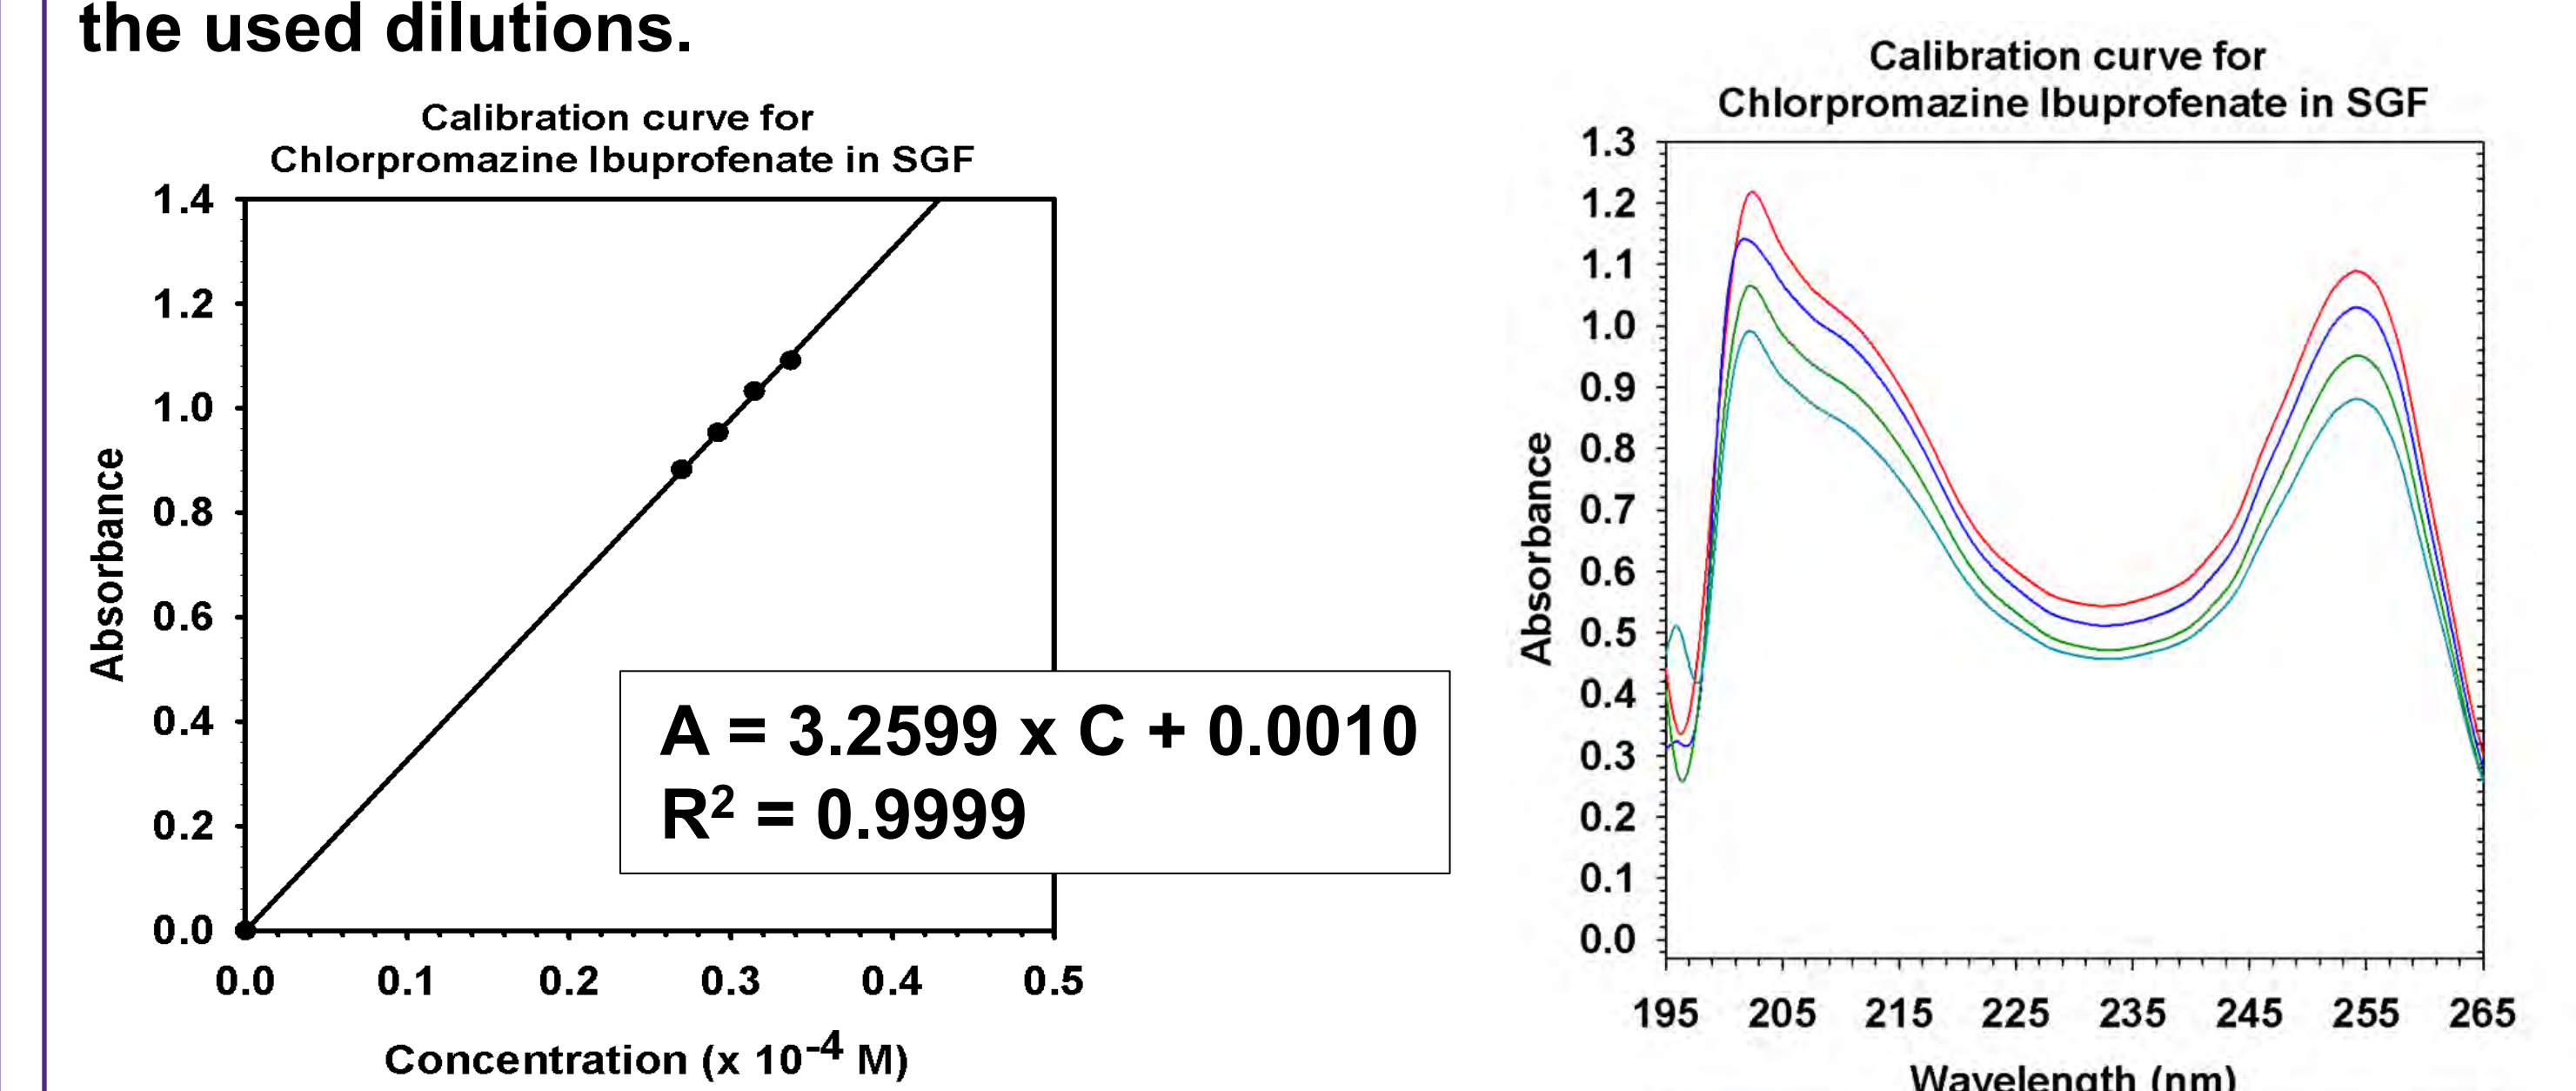 the used dilutions.
Calibration curve for
Chlorpromazine Ibuprofenate in SGF
1.4
1.2
1.0
0.8
0.6
0.4
0.2
0.0
Absorbance
0.0 0.1 0.2 0.3 0.4 0.5
Concentration (x 10⁻⁴ M)
A = 3.2599 x C + 0.0010
R² = 0.9999
Calibration curve for
Chlorpromazine Ibuprofenate in SGF
1.3
1.2
1.1
1.0
0.9
0.8
0.7
0.6
0.5
0.4
0.3
0.2
0.1
0.0
Absorbance
195 205 215 225 235 245 255 265
Wavelength (nm)